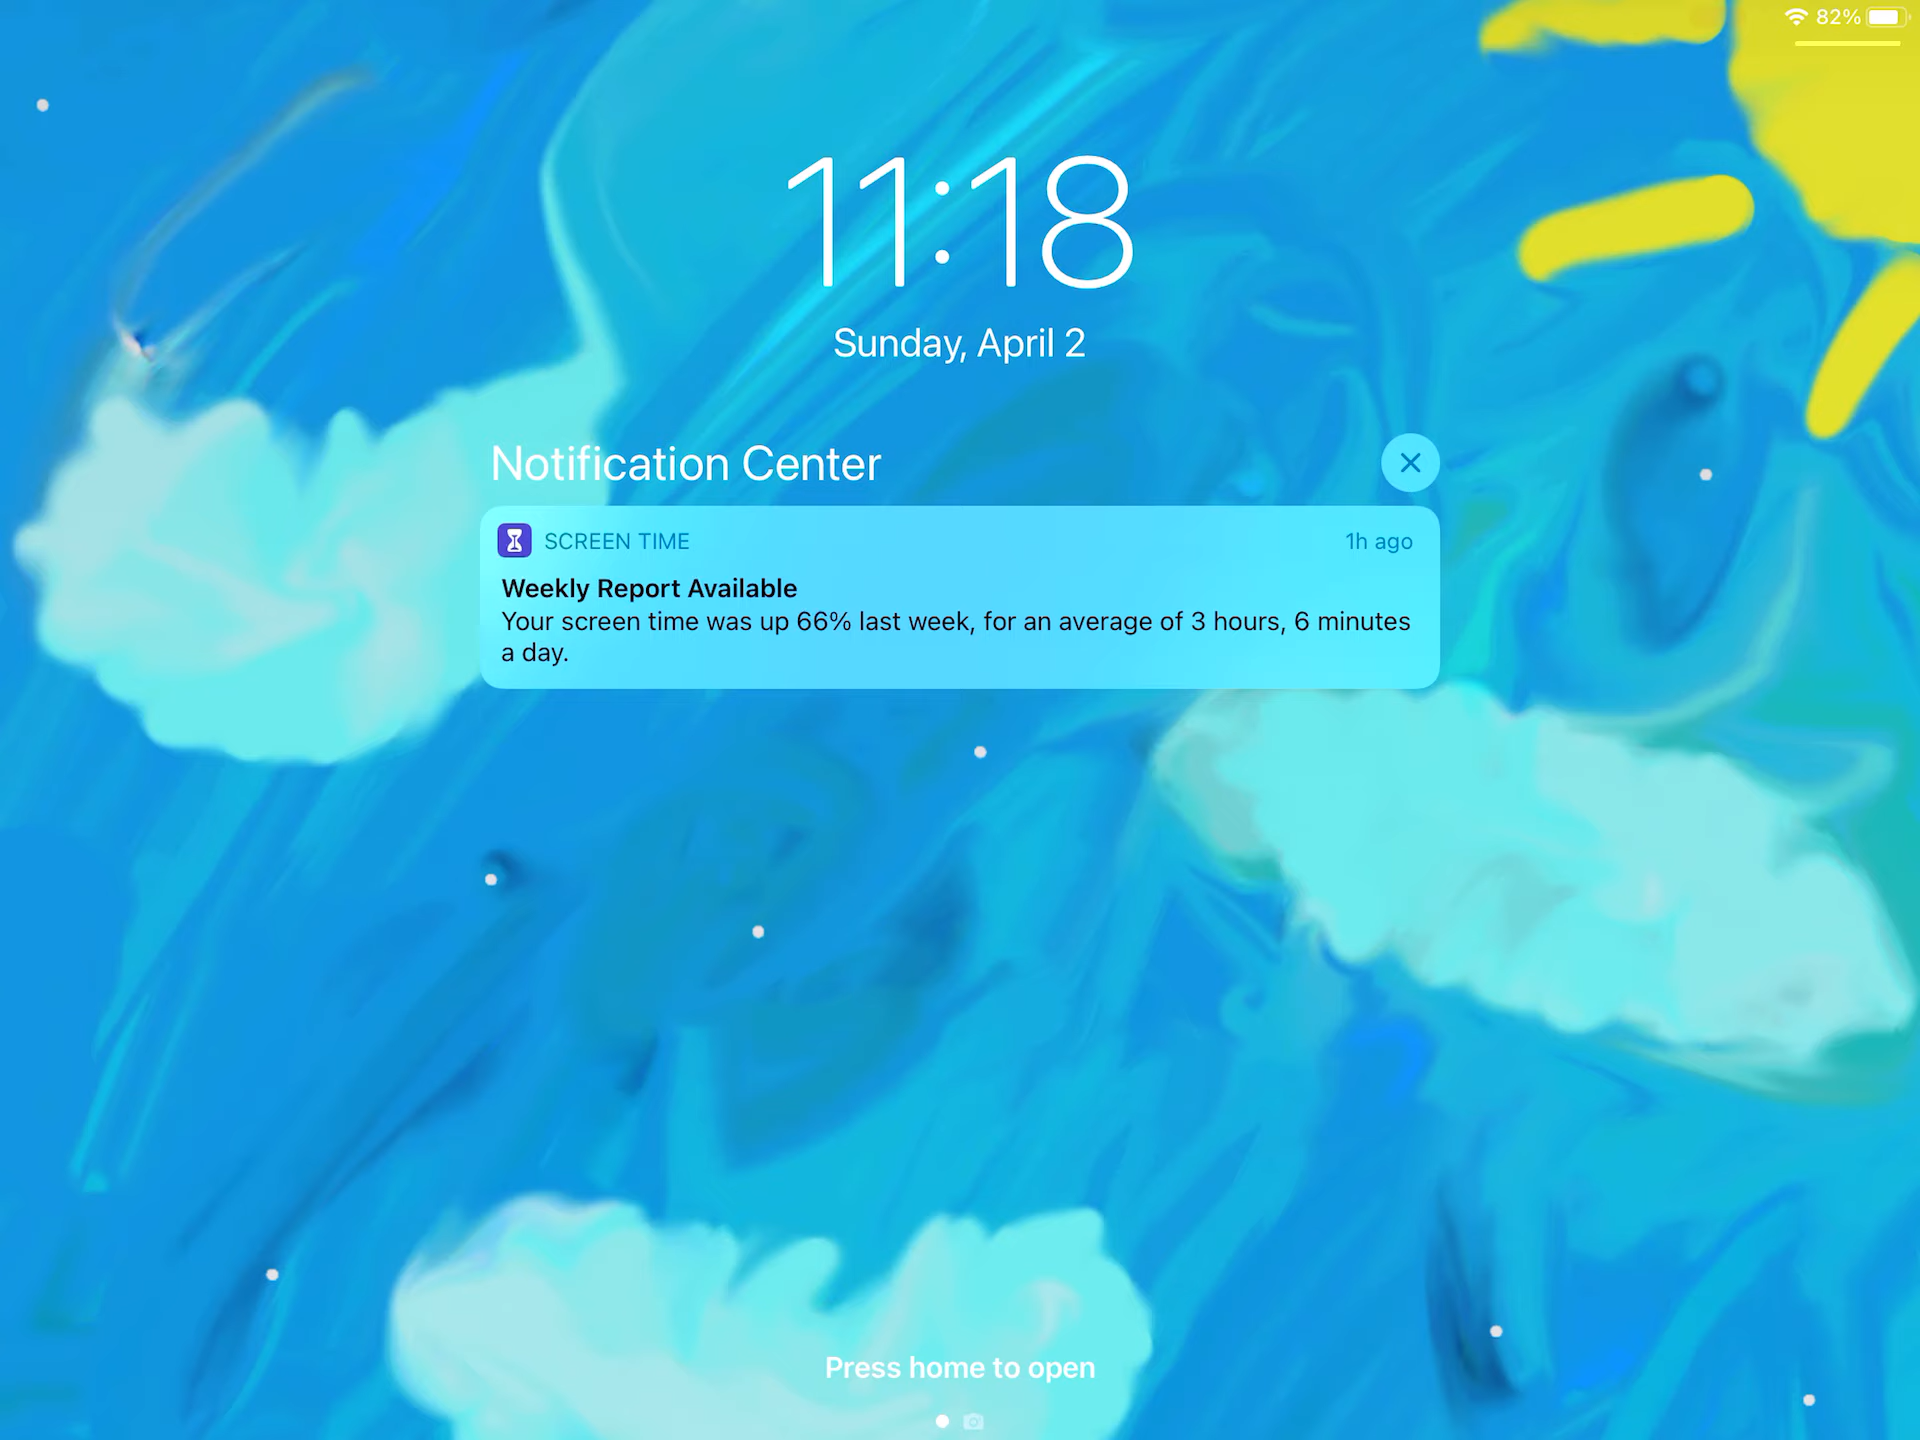 82%
11:18
Sunday, April 2
Notification Center
SCREEN TIME
1h ago
Weekly Report Available
Your screen time was up 66% last week, for an average of 3 hours, 6 minutes
a day.
Press home to open